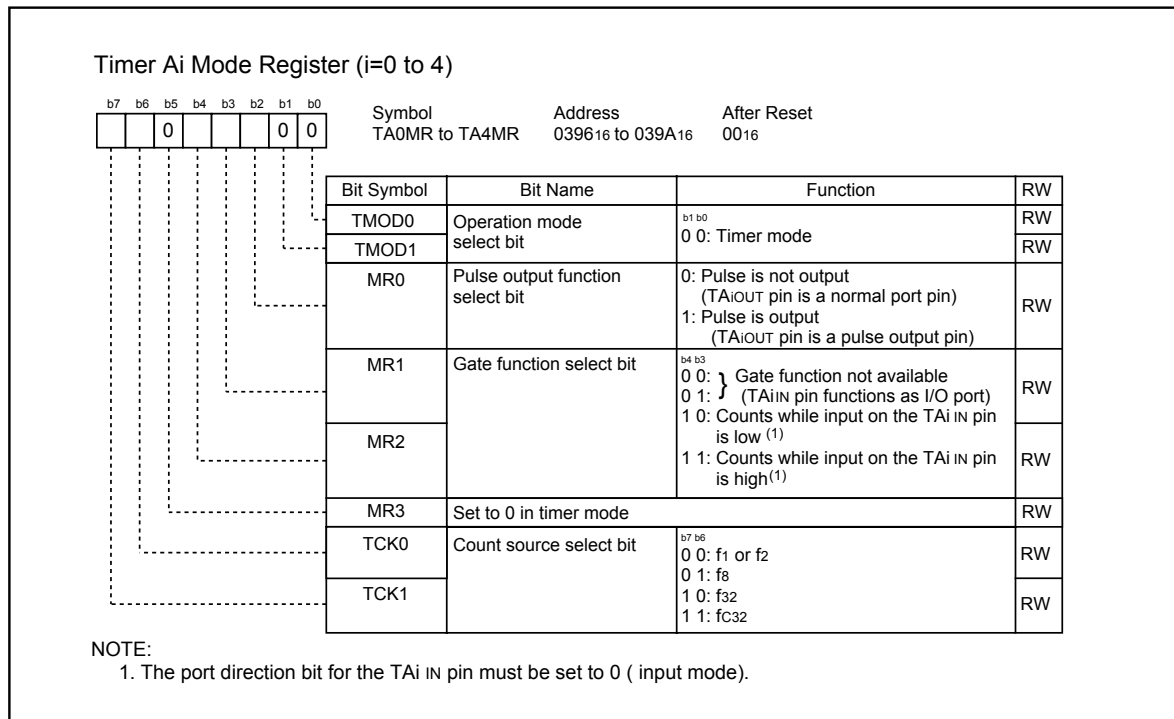 Timer Ai Mode Register (i=0 to 4)
b7 b6 b5 b4 b3 b2 b1 b0
0 0 0
Symbol Address After Reset
TA0MR to TA4MR 039616 to 039A16 0016
Bit Symbol Bit Name Function RW
TMOD0 Operation mode select bit b1 b0 RW
TMOD1 0 0: Timer mode RW
MR0 Pulse output function select bit 0: Pulse is not output RW
(TAiOUT pin is a normal port pin)
1: Pulse is output
(TAiOUT pin is a pulse output pin)
MR1 Gate function select bit b4 b3 RW
0 0: } Gate function not available
0 1: (TAiIN pin functions as I/O port)
1 0: Counts while input on the TAi IN pin
is low (1)
MR2 1 1: Counts while input on the TAi IN pin RW
is high(1)
MR3 Set to 0 in timer mode RW
TCK0 Count source select bit b7 b6 RW
0 0: f1 or f2
0 1: f8
TCK1 1 0: f32 RW
1 1: fC32
NOTE:
1. The port direction bit for the TAi IN pin must be set to 0 ( input mode).